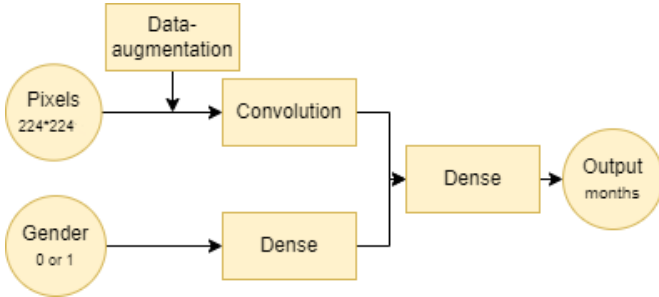 Data-
augmentation
Pixels
224*224
Convolution
Dense
Output
months
Gender
0 or 1
Dense